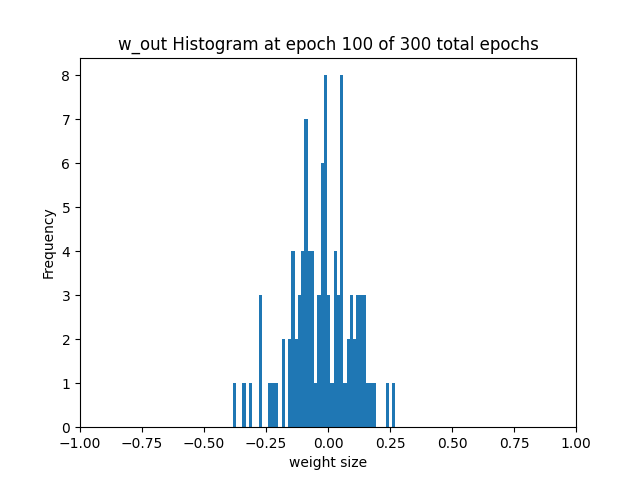 w_out Histogram at epoch 100 of 300 total epochs
Frequency
8
7
6
5
4
3
2
1
0
−1.00 −0.75 −0.50 −0.25 0.00 0.25 0.50 0.75 1.00
weight size